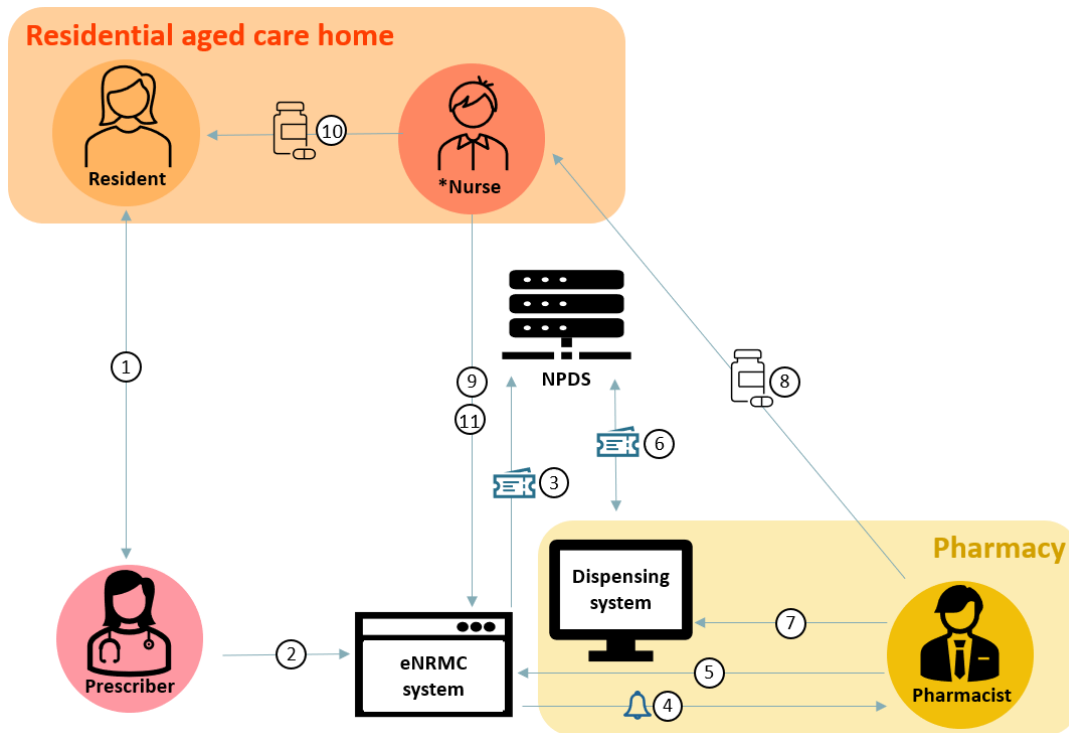 Residential aged care home
10
Resident
*Nurse
1
9
11
NPDS
8
6
3
Pharmacy
Dispensing
system
7
2
eNRMC
system
5
4
Prescriber
Pharmacist